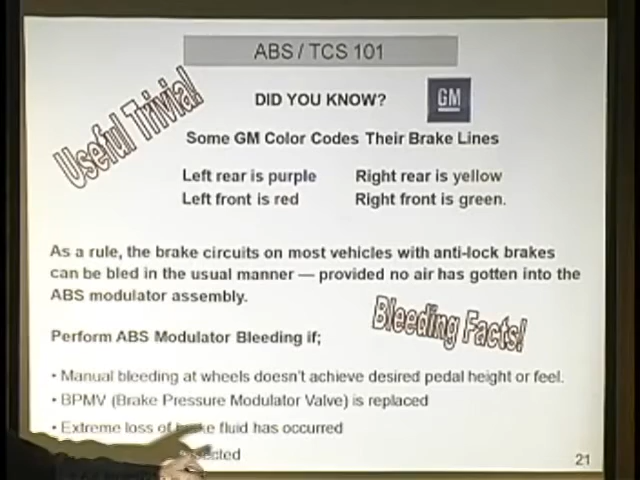 ABS / TCS 101
Useful Trivia!
DID YOU KNOW?
GM
Some GM Color Codes Their Brake Lines
Left rear is purple Right rear is yellow
Left front is red Right front is green.
As a rule, the brake circuits on most vehicles with anti-lock brakes
can be bled in the usual manner — provided no air has gotten into the
ABS modulator assembly.
Bleeding Facts!
Perform ABS Modulator Bleeding if;
• Manual bleeding at wheels doesn't achieve desired pedal height or feel.
• BPMV (Brake Pressure Modulator Valve) is replaced
• Extreme loss of brake fluid has occurred
21